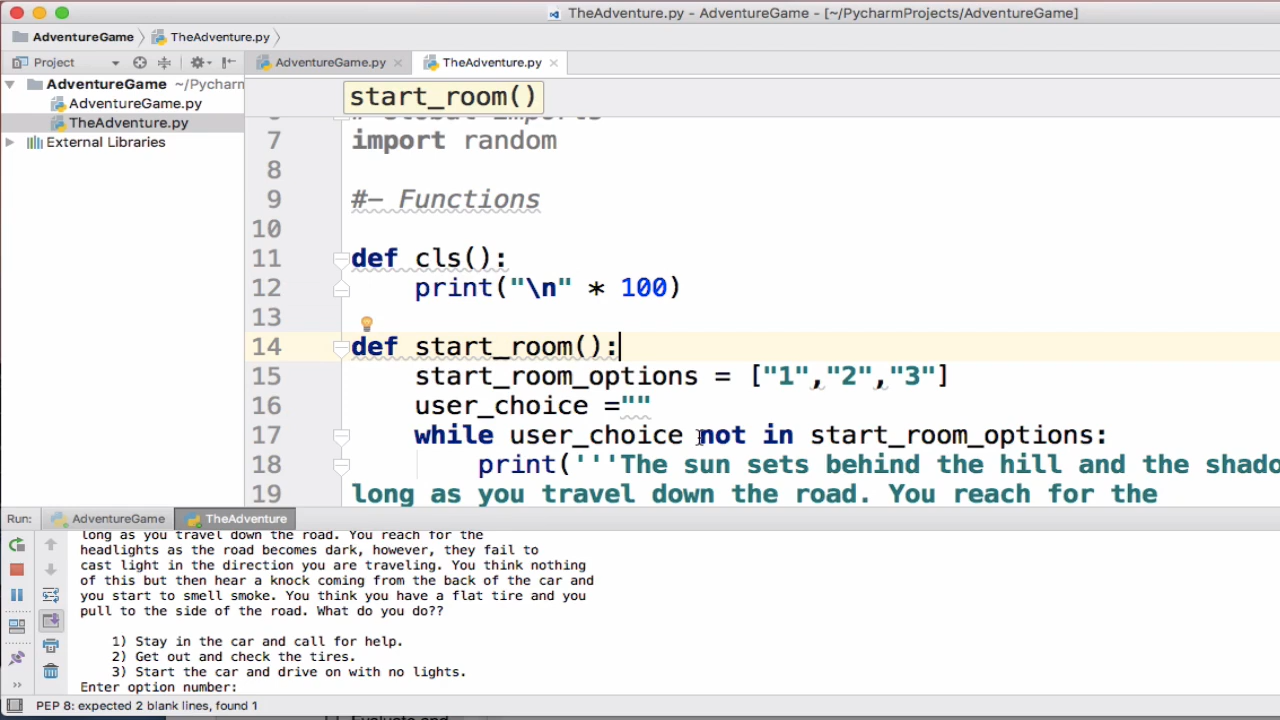 TheAdventure.py - AdventureGame - [~/PycharmProjects/AdventureGame]
AdventureGame TheAdventure.py
Project AdventureGame.py TheAdventure.py
AdventureGame ~/Pycharm
AdventureGame.py
TheAdventure.py
External Libraries
start_room()
# Global Imports
7 import random
8
9 #- Functions
10
11 def cls():
12 print("\n" * 100)
13
14 def start_room():
15 start_room_options = ["1","2","3"]
16 user_choice =""
17 while user_choice not in start_room_options:
18 print('''The sun sets behind the hill and the shado
19 long as you travel down the road. You reach for the
Run: AdventureGame TheAdventure
long as you travel down the road. You reach for the
headlights as the road becomes dark, however, they fail to
cast light in the direction you are traveling. You think nothing
of this but then hear a knock coming from the back of the car and
you start to smell smoke. You think you have a flat tire and you
pull to the side of the road. What do you do??
1) Stay in the car and call for help.
2) Get out and check the tires.
3) Start the car and drive on with no lights.
Enter option number:
PEP 8: expected 2 blank lines, found 1
Evaluate and